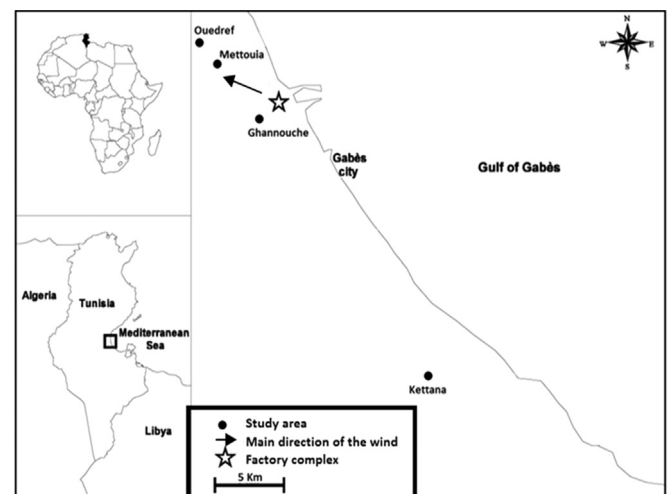 Ouedref
Mettouia
N
W
E
S
Ghannouche
Gabès
city
Gulf of Gabès
Algeria
Tunisia
Mediterranean
Sea
Kettana
Libya
Study area
Main direction of the wind
Factory complex
5 Km